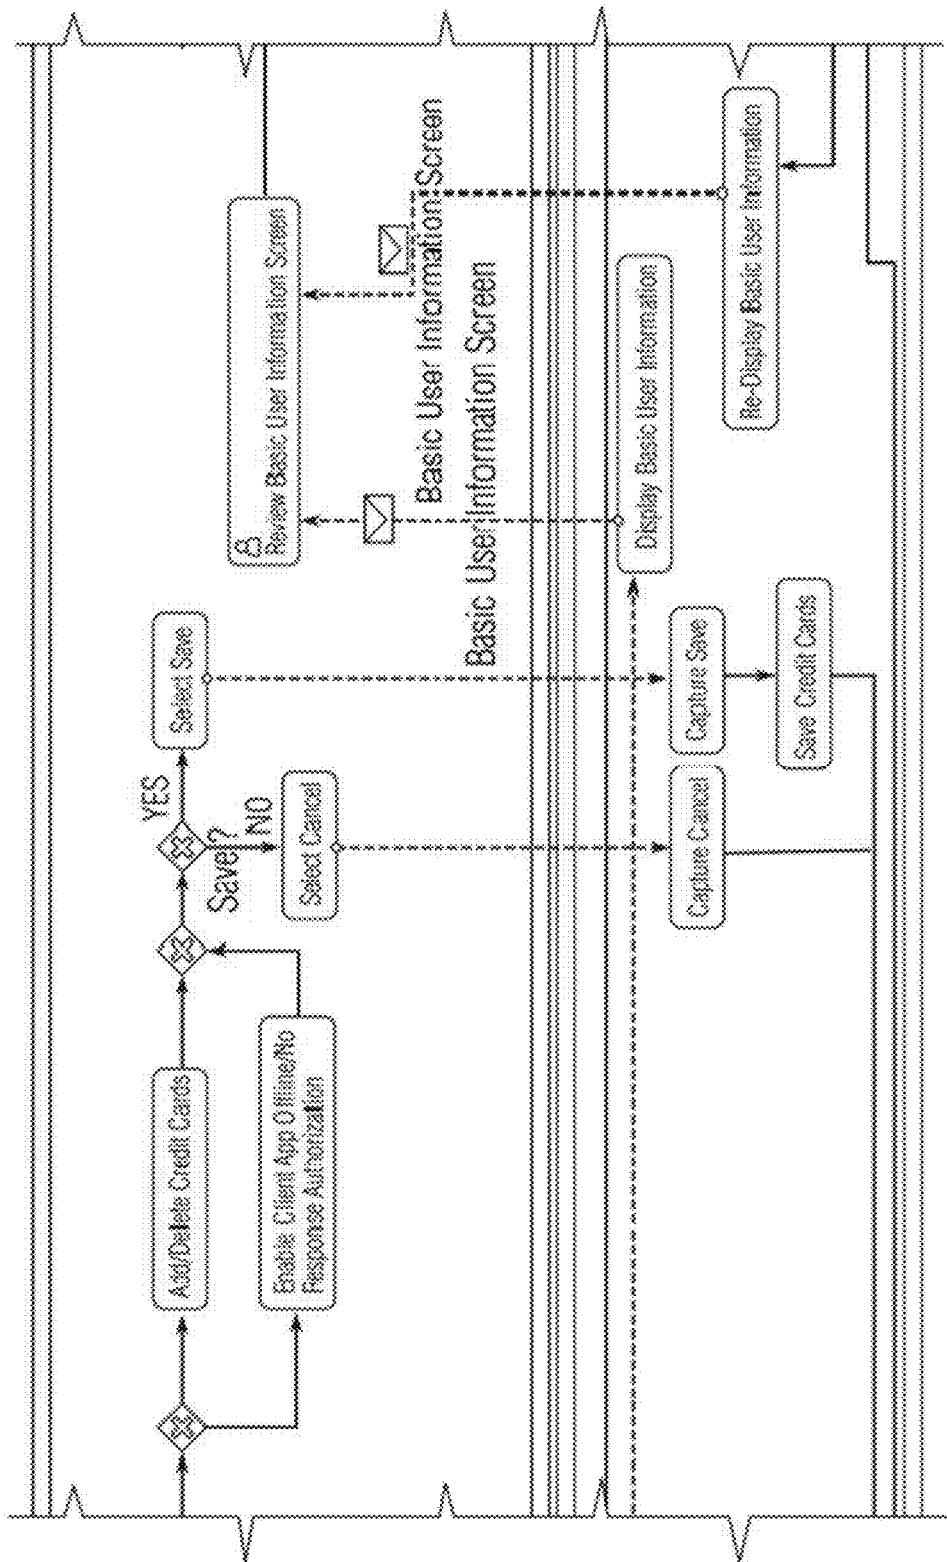 Add/Delete Credit Cards
Enable Client App Offline/No
Response Authorization
YES
Save?
NO
Select Save
Select Cancel
Review Basic User Information Screen
Basic User Information Screen
Basic User Information Screen
Capture Cancel
Capture Save
Save Credit Cards
Display Basic User Information
Re-Display Basic User Information